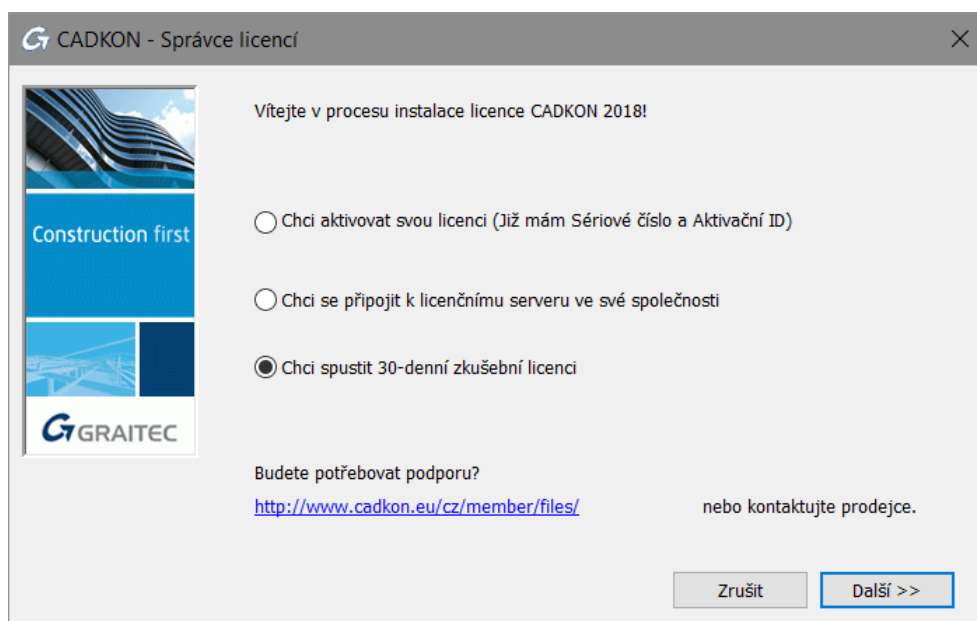 CADKON - Správce licencí
Vítejte v procesu instalace licence CADKON 2018!
Chci aktivovat svou licenci (Již mám Sériové číslo a Aktivační ID)
Construction first
Chci se připojit k licenčnímu serveru ve své společnosti
Chci spustit 30-denní zkušební licenci
GRAITEC
Budete potřebovat podporu?
http://www.cadkon.eu/cz/member/files/ nebo kontaktujte prodejce.
Zrušit Další >>